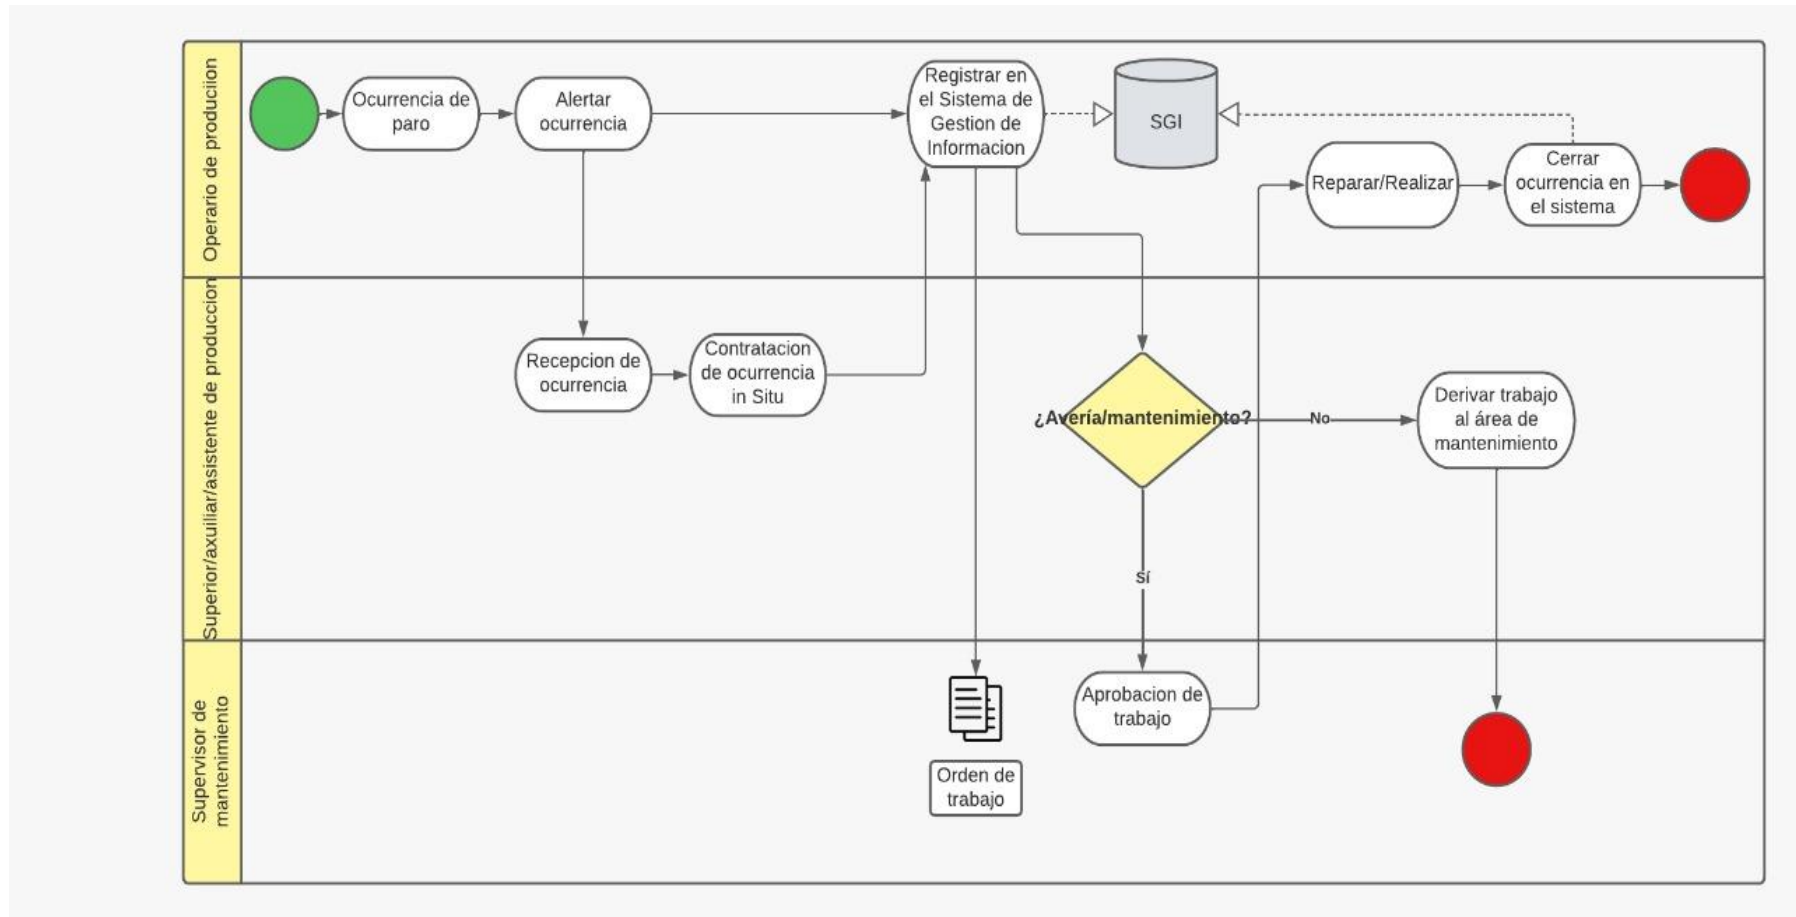 Operario de produciion
Ocurrencia de
paro
Alertar
ocurrencia
Registrar en
el Sistema de
Gestion de
Informacion
SGI
Reparar/Realizar
Cerrar
ocurrencia en
el sistema
Superior/axuiliar/asistente de produccion
Recepcion de
ocurrencia
Contratacion
de ocurrencia
in Situ
¿Avería/mantenimiento?
No
Derivar trabajo
al área de
mantenimiento
Sí
Supervisor de
mantenimiento
Orden de
trabajo
Aprobacion de
trabajo